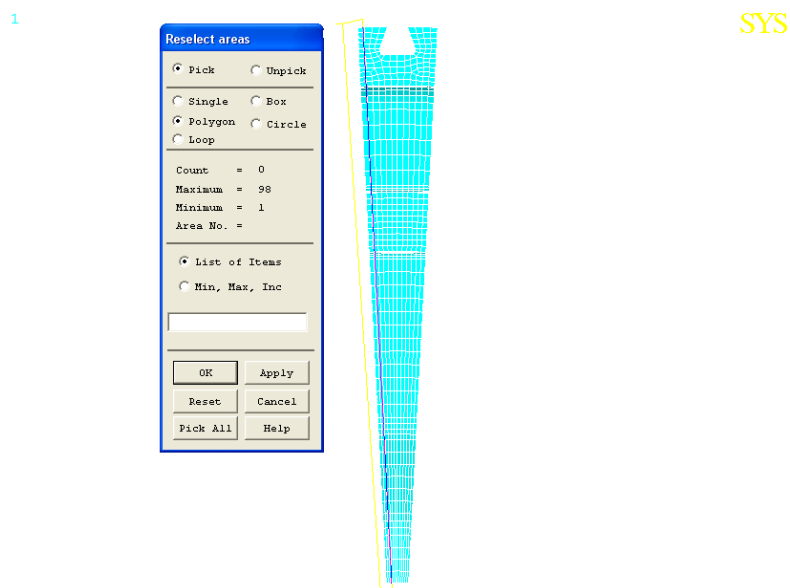 1
SYS
Reselect areas
Pick Unpick
Single Box
Polygon Circle
Loop
Count = 0
Maximum = 98
Minimum = 1
Area No. =
List of Items
Min, Max, Inc
OK Apply
Reset Cancel
Pick All Help